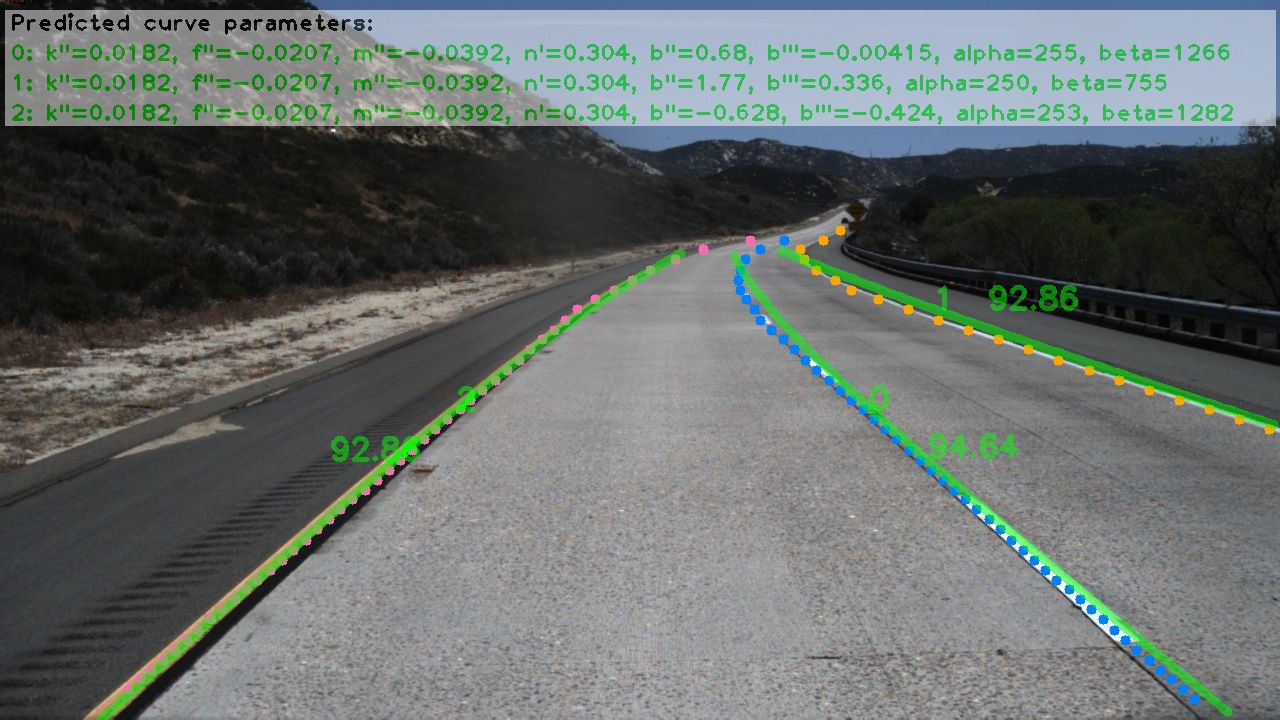 Predicted curve parameters:
0: k''=0.0182, f''=-0.0207, m''=-0.0392, n'=0.304, b''=0.68, b'''=-0.00415, alpha=255, beta=1266
1: k''=0.0182, f''=-0.0207, m''=-0.0392, n'=0.304, b''=1.77, b'''=0.336, alpha=250, beta=755
2: k''=0.0182, f''=-0.0207, m''=-0.0392, n'=0.304, b''=-0.628, b'''=-0.424, alpha=253, beta=1282
1 92.86
2
0
92.86
94.64